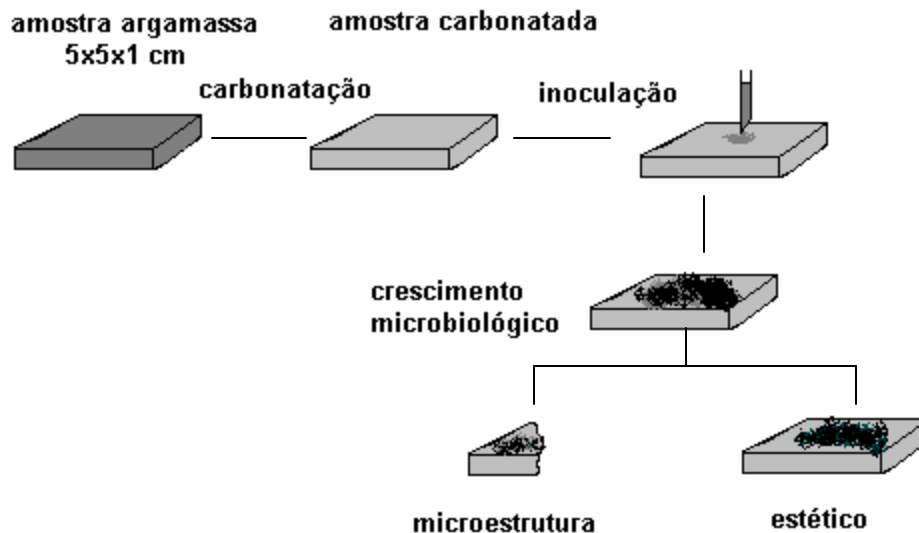 amostra argamassa
5x5x1 cm
amostra carbonatada
carbonatação
inoculação
crescimento
microbiológico
microestrutura
estético